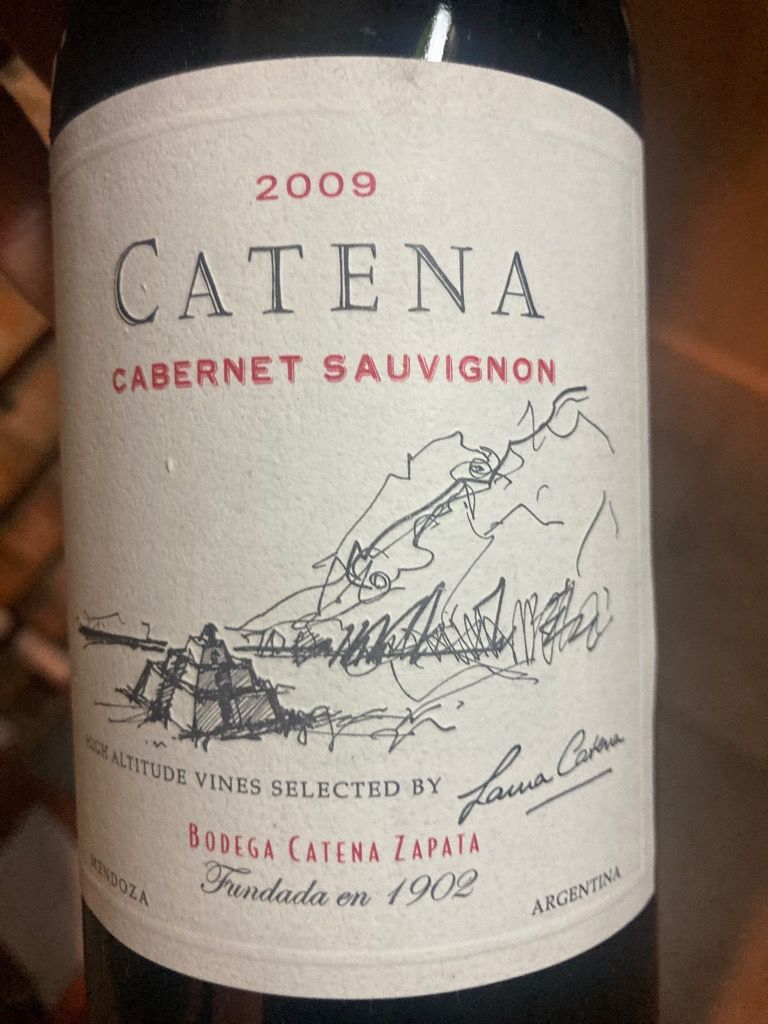 2009
CATENA
CABERNET SAUVIGNON
HIGH ALTITUDE VINES SELECTED BY Laura Catena
BODEGA CATENA ZAPATA
Fundada en 1902
MENDOZA ARGENTINA